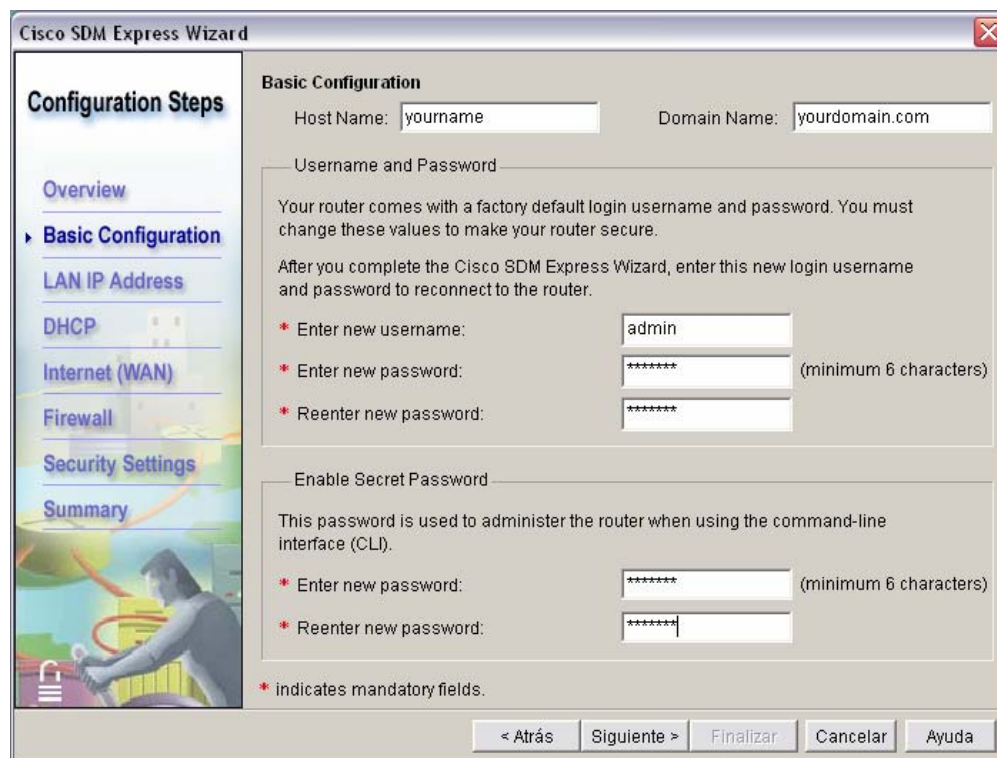 Cisco SDM Express Wizard
Configuration Steps
Overview
Basic Configuration
LAN IP Address
DHCP
Internet (WAN)
Firewall
Security Settings
Summary
Basic Configuration
Host Name: yourname Domain Name: yourdomain.com
Username and Password
Your router comes with a factory default login username and password. You must
change these values to make your router secure.
After you complete the Cisco SDM Express Wizard, enter this new login username
and password to reconnect to the router.
* Enter new username: admin
* Enter new password: ******* (minimum 6 characters)
* Reenter new password: *******
Enable Secret Password
This password is used to administer the router when using the command-line
interface (CLI).
* Enter new password: ******* (minimum 6 characters)
* Reenter new password: *******
* indicates mandatory fields.
< Atrás Siguiente > Finalizar Cancelar Ayuda